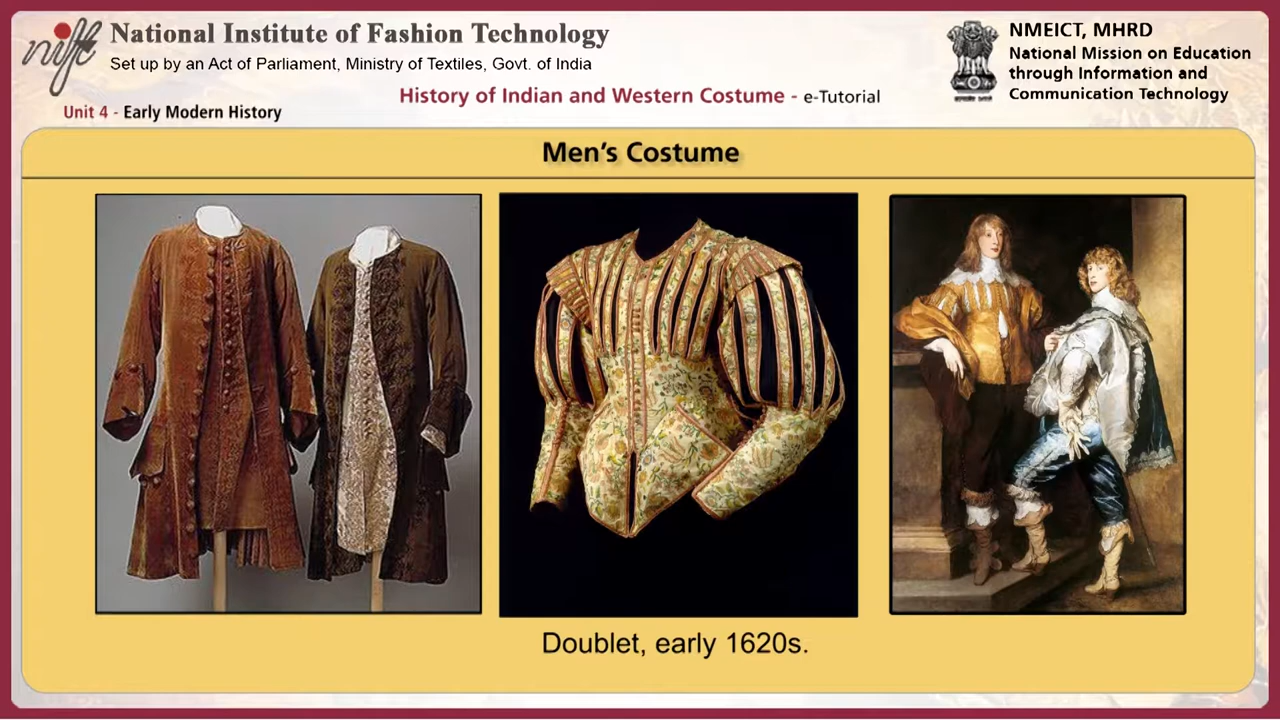 nift
National Institute of Fashion Technology
Set up by an Act of Parliament, Ministry of Textiles, Govt. of India
History of Indian and Western Costume - e-Tutorial
Unit 4 - Early Modern History
NMEICT, MHRD
National Mission on Education
through Information and
Communication Technology
Men's Costume
Doublet, early 1620s.